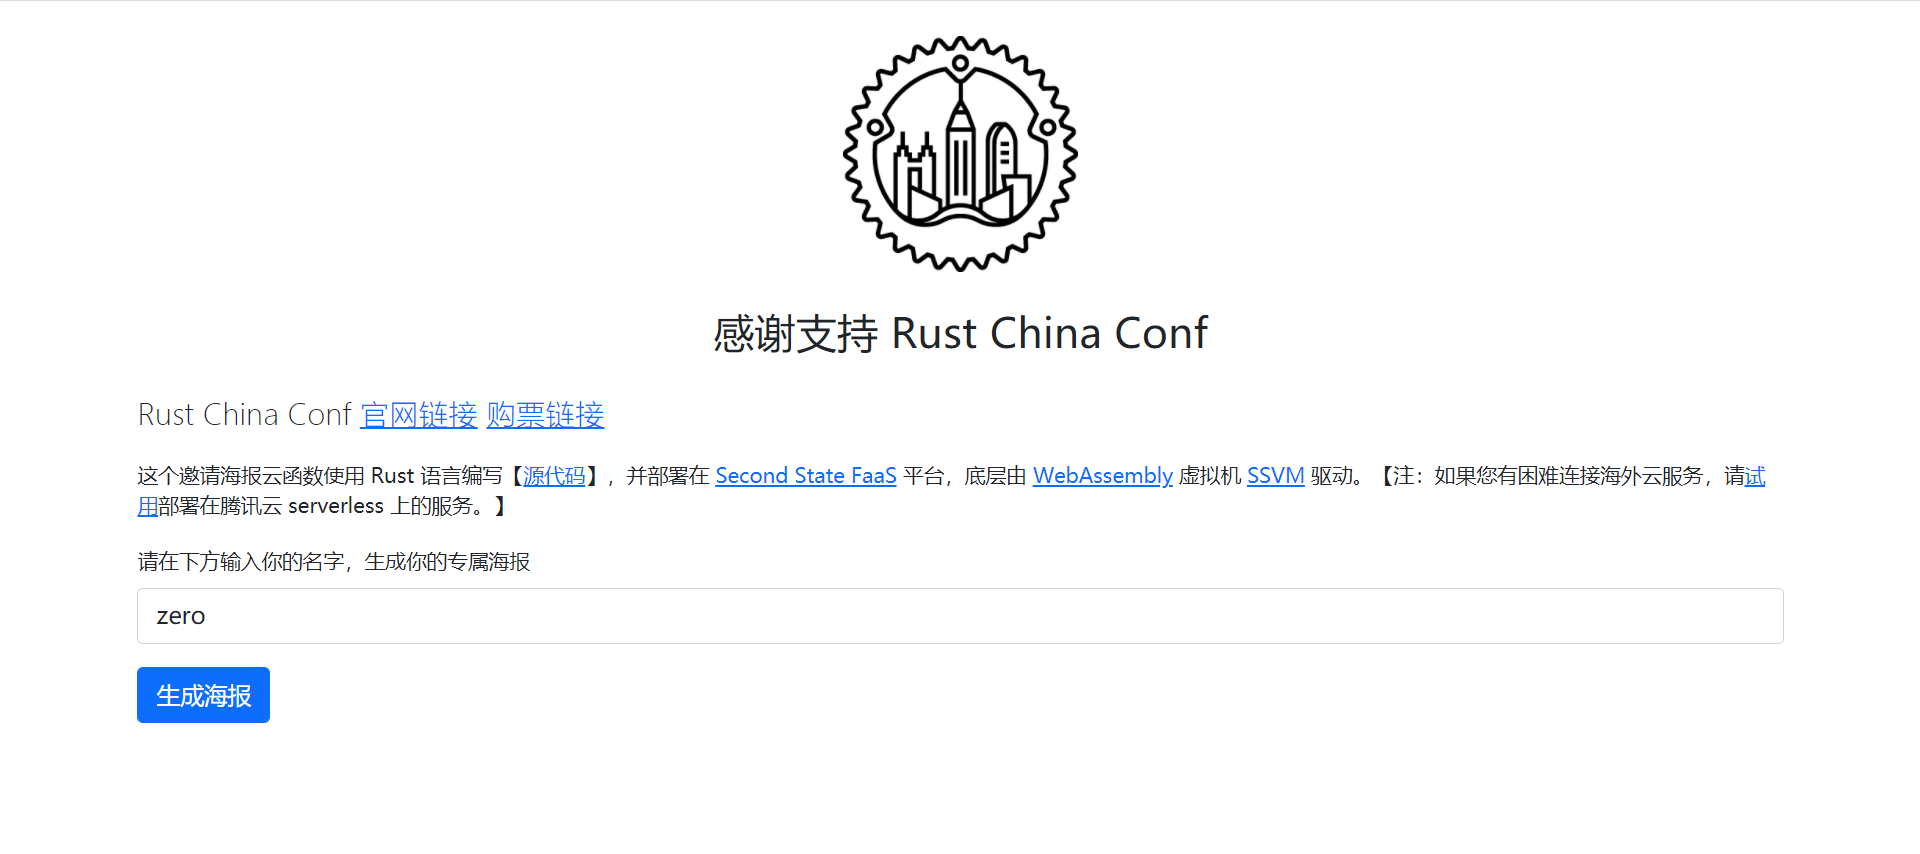 感谢支持 Rust China Conf
Rust China Conf 官网链接 购票链接
这个邀请海报云函数使用 Rust 语言编写【源代码】，并部署在 Second State FaaS 平台，底层由 WebAssembly 虚拟机 SSVM 驱动。【注：如果您有困难连接海外云服务，请试
用部署在腾讯云 serverless 上的服务。】
请在下方输入你的名字，生成你的专属海报
zero
生成海报